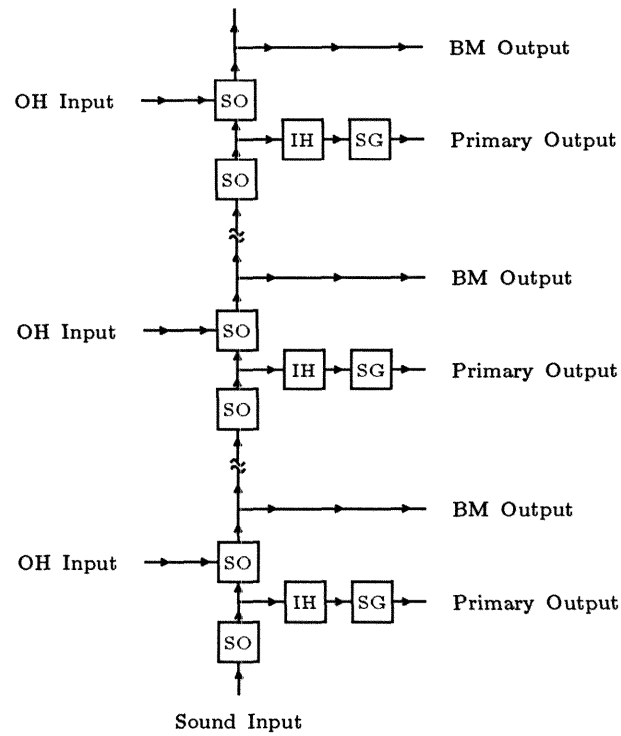 BM Output
OH Input
SO
IH
SG
Primary Output
SO
BM Output
OH Input
SO
IH
SG
Primary Output
SO
BM Output
OH Input
SO
IH
SG
Primary Output
SO
Sound Input